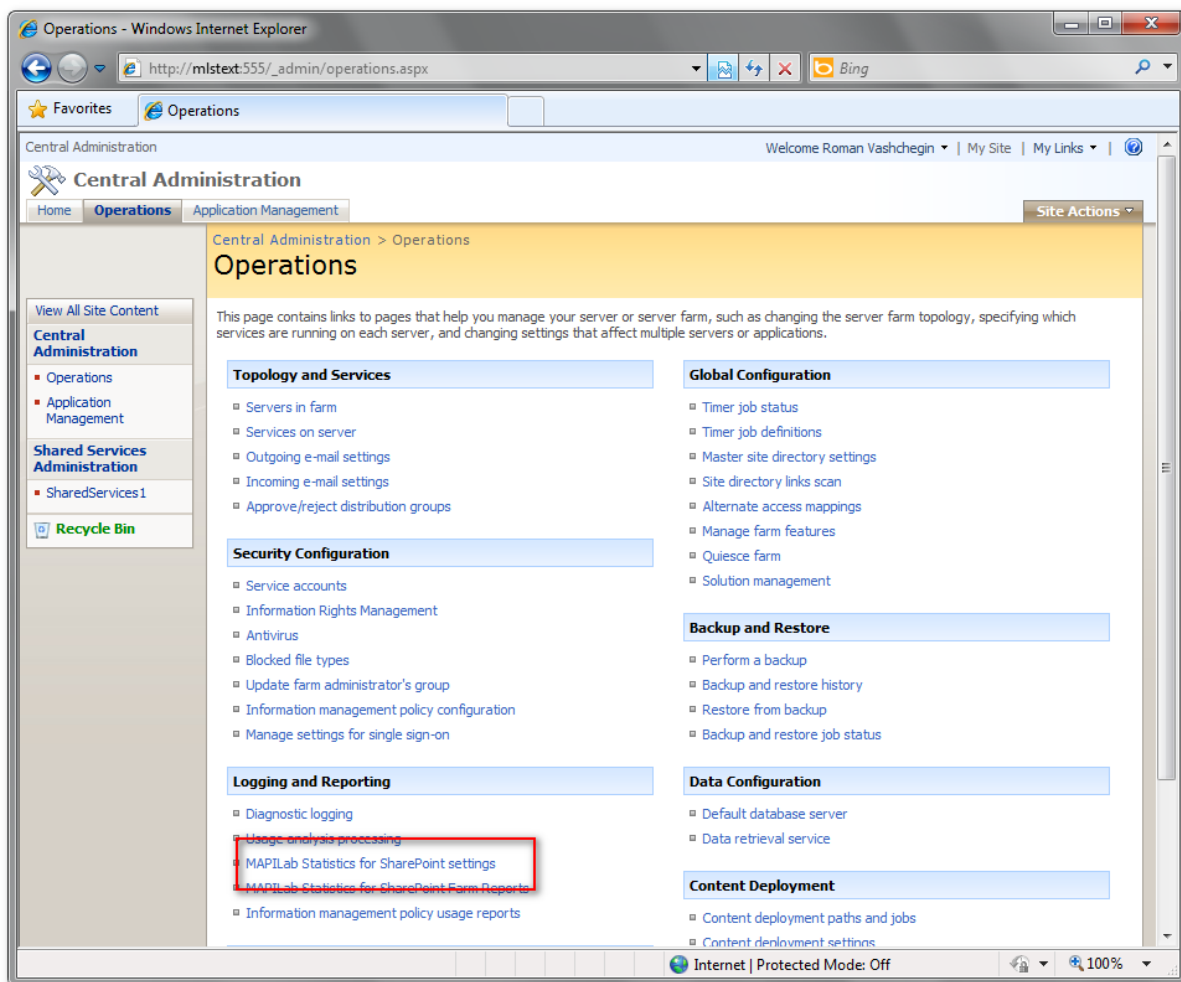 Operations - Windows Internet Explorer
http://mlstext:555/_admin/operations.aspx
Bing
Favorites
Operations
Central Administration
Welcome Roman Vashchegin | My Site | My Links |
Central Administration
Home Operations Application Management
Site Actions
Central Administration > Operations
Operations
View All Site Content
Central
Administration
Operations
Application
Management
Shared Services
Administration
SharedServices1
Recycle Bin
This page contains links to pages that help you manage your server or server farm, such as changing the server farm topology, specifying which
services are running on each server, and changing settings that affect multiple servers or applications.
Topology and Services
Servers in farm
Services on server
Outgoing e-mail settings
Incoming e-mail settings
Approve/reject distribution groups
Security Configuration
Service accounts
Information Rights Management
Antivirus
Blocked file types
Update farm administrator's group
Information management policy configuration
Manage settings for single sign-on
Logging and Reporting
Diagnostic logging
Usage analysis processing
MAPILab Statistics for SharePoint settings
MAPILab Statistics for SharePoint Farm Reports
Information management policy usage reports
Global Configuration
Timer job status
Timer job definitions
Master site directory settings
Site directory links scan
Alternate access mappings
Manage farm features
Quiesce farm
Solution management
Backup and Restore
Perform a backup
Backup and restore history
Restore from backup
Backup and restore job status
Data Configuration
Default database server
Data retrieval service
Content Deployment
Content deployment paths and jobs
Content deployment settings
Internet | Protected Mode: Off
100%